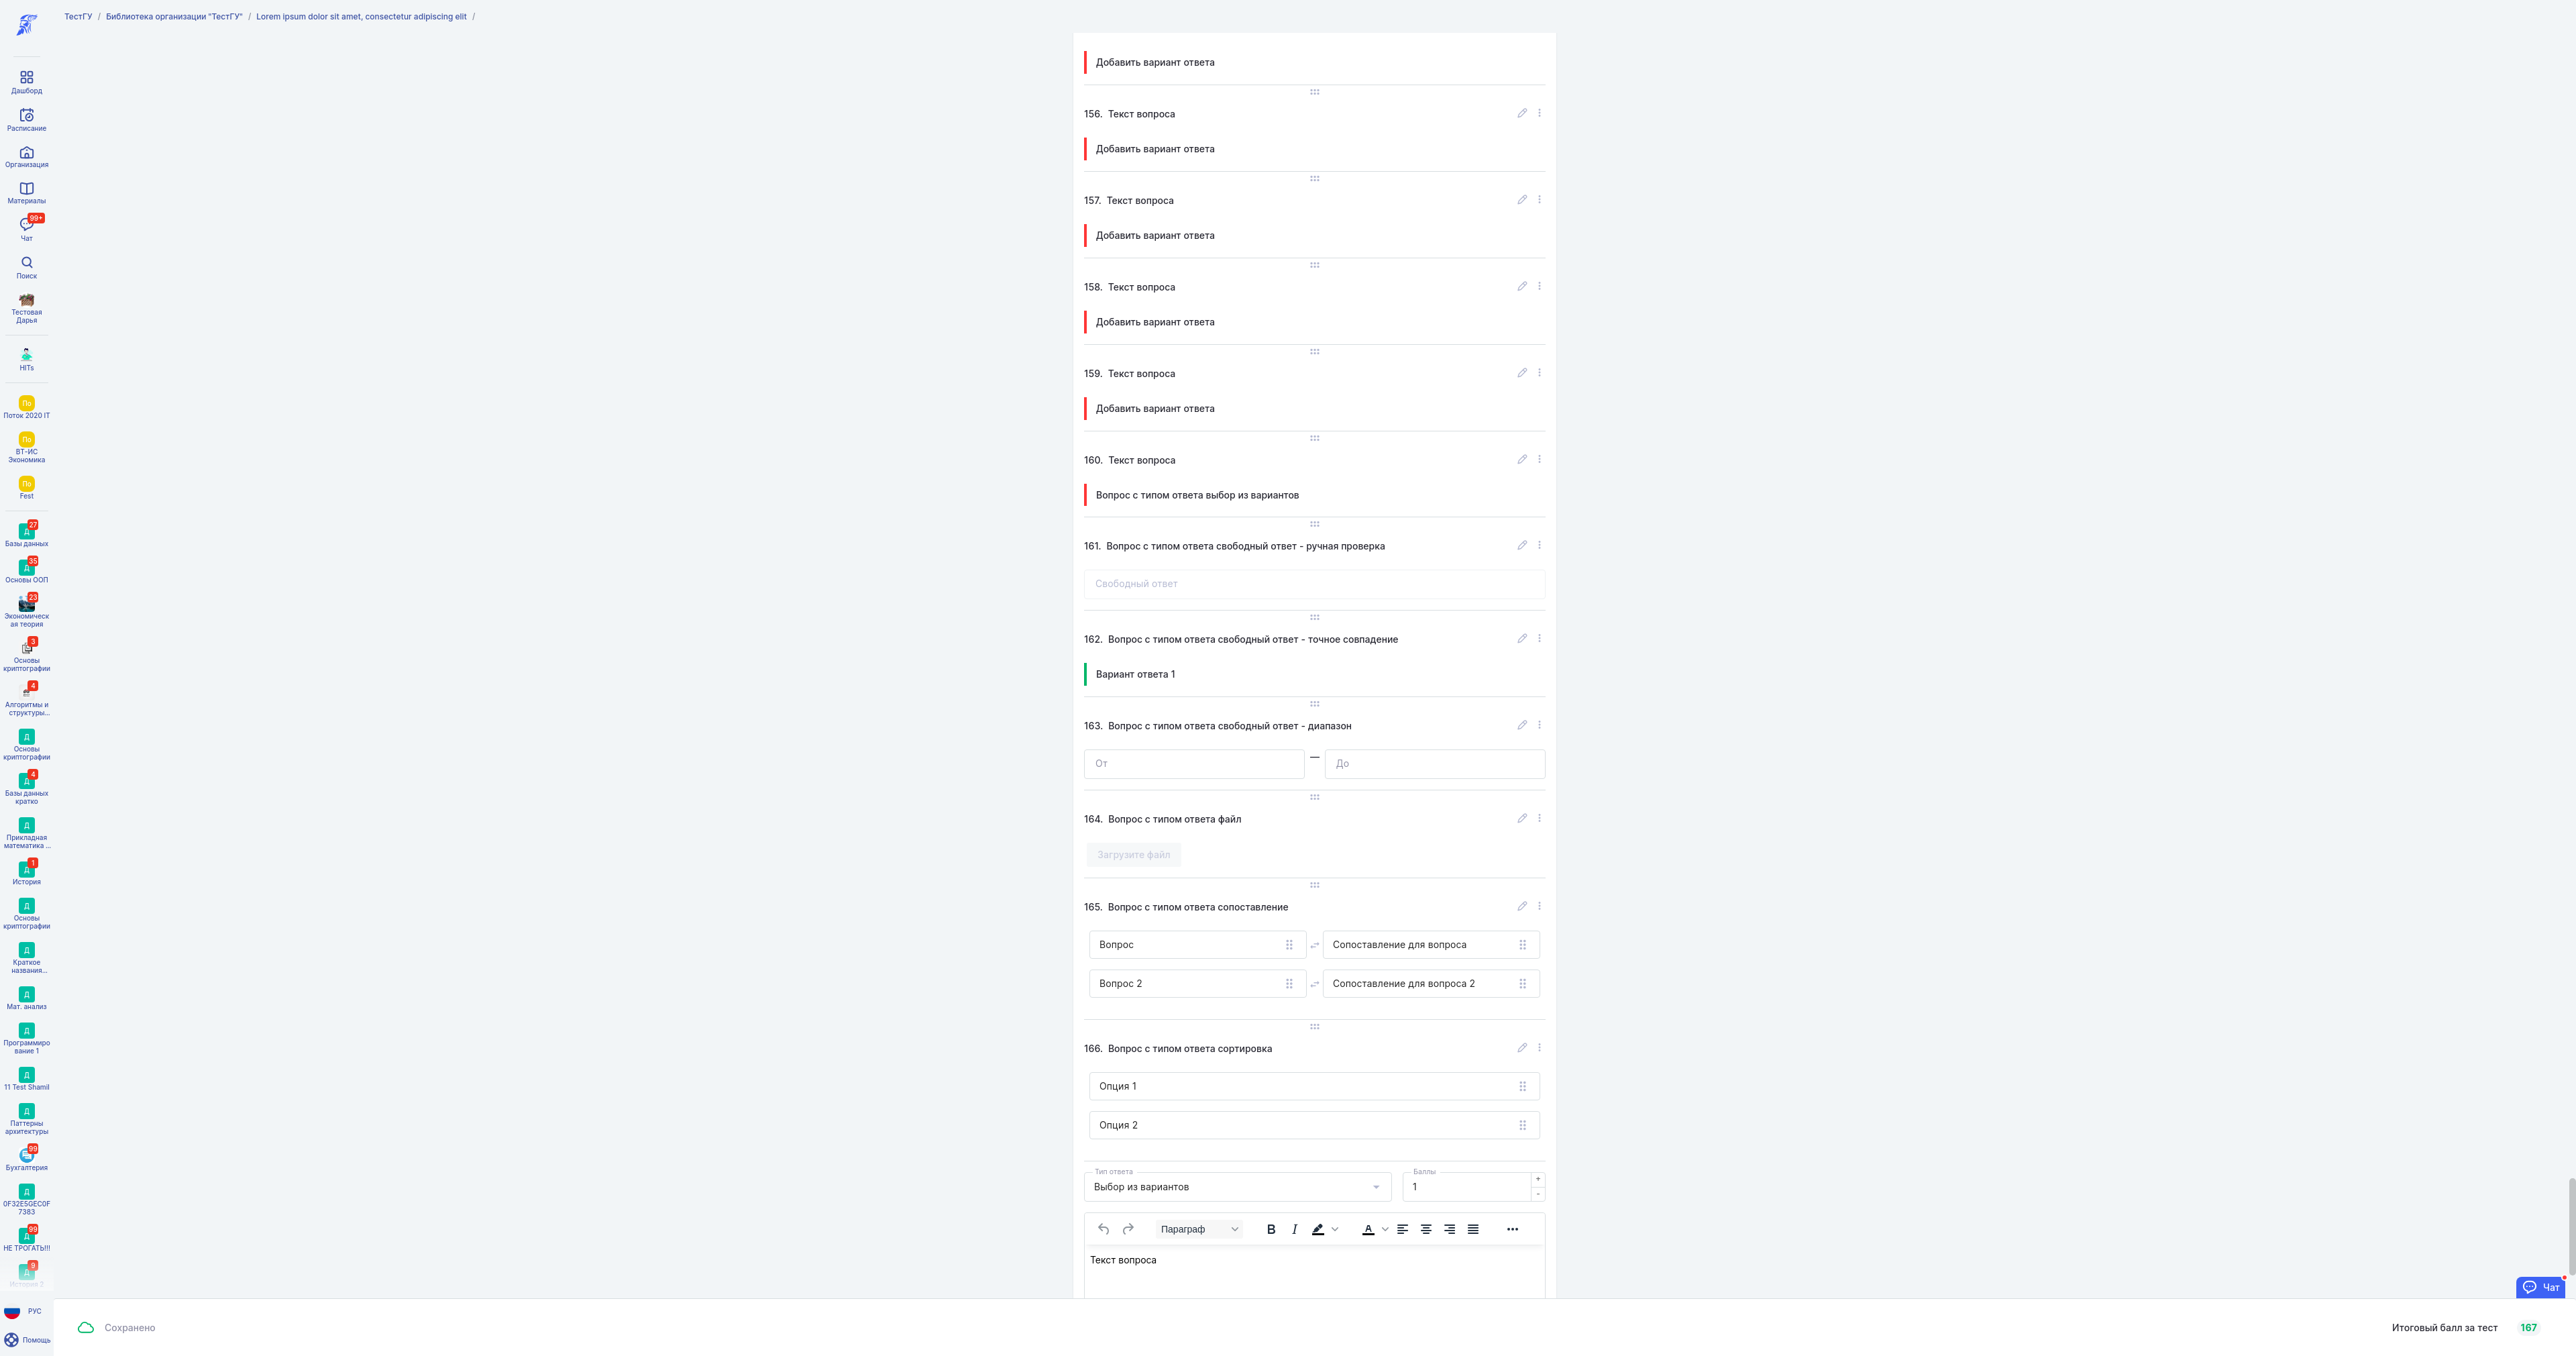 ТестГУ / Библиотека организации "ТестГУ" / Lorem ipsum dolor sit amet, consectetur adipiscing elit /
Дашборд
Расписание
Организация
Материалы
99+
Чат
Поиск
Тестовая
Дарья
HITs
По
Поток 2020 IT
По
ВТ-ИС
Экономика
По
Fest
27
Д
Базы данных
35
Д
Основы ООП
23
Экономическ
ая теория
3
Основы
криптографии
4
Алгоритмы и
структуры...
Д
Основы
криптографии
4
Д
Базы данных
кратко
Д
Прикладная
математика ...
1
Д
История
Д
Основы
криптографии
Д
Краткое
названия...
Д
Мат. анализ
Д
Программиро
вание 1
Д
11 Test Shamil
Д
Паттерны
архитектуры
99
Бухгалтерия
Д
0F32E5GEC0F
7383
99
Д
НЕ ТРОГАТЬ!!!
9
Д
История 2
РУС
Помощь
Добавить вариант ответа
156. Текст вопроса
Добавить вариант ответа
157. Текст вопроса
Добавить вариант ответа
158. Текст вопроса
Добавить вариант ответа
159. Текст вопроса
Добавить вариант ответа
160. Текст вопроса
Вопрос с типом ответа выбор из вариантов
161. Вопрос с типом ответа свободный ответ - ручная проверка
Свободный ответ
162. Вопрос с типом ответа свободный ответ - точное совпадение
Вариант ответа 1
163. Вопрос с типом ответа свободный ответ - диапазон
От — До
164. Вопрос с типом ответа файл
Загрузите файл
165. Вопрос с типом ответа сопоставление
Вопрос Сопоставление для вопроса
Вопрос 2 Сопоставление для вопроса 2
166. Вопрос с типом ответа сортировка
Опция 1
Опция 2
Тип ответа Баллы
Выбор из вариантов 1 + -
Параграф B I A
Текст вопроса
Чат
Сохранено
Итоговый балл за тест 167